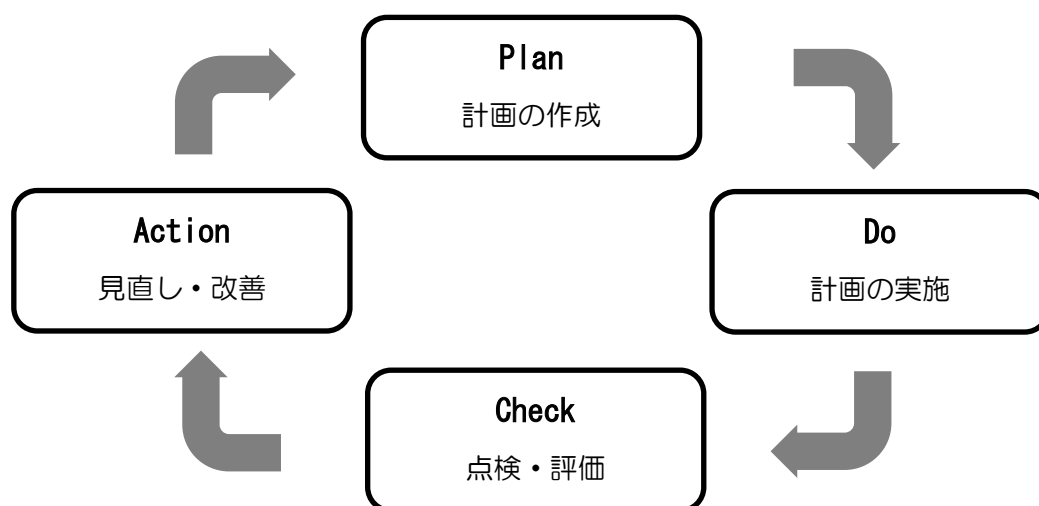 Plan
計画の作成
Do
計画の実施
Check
点検・評価
Action
見直し・改善